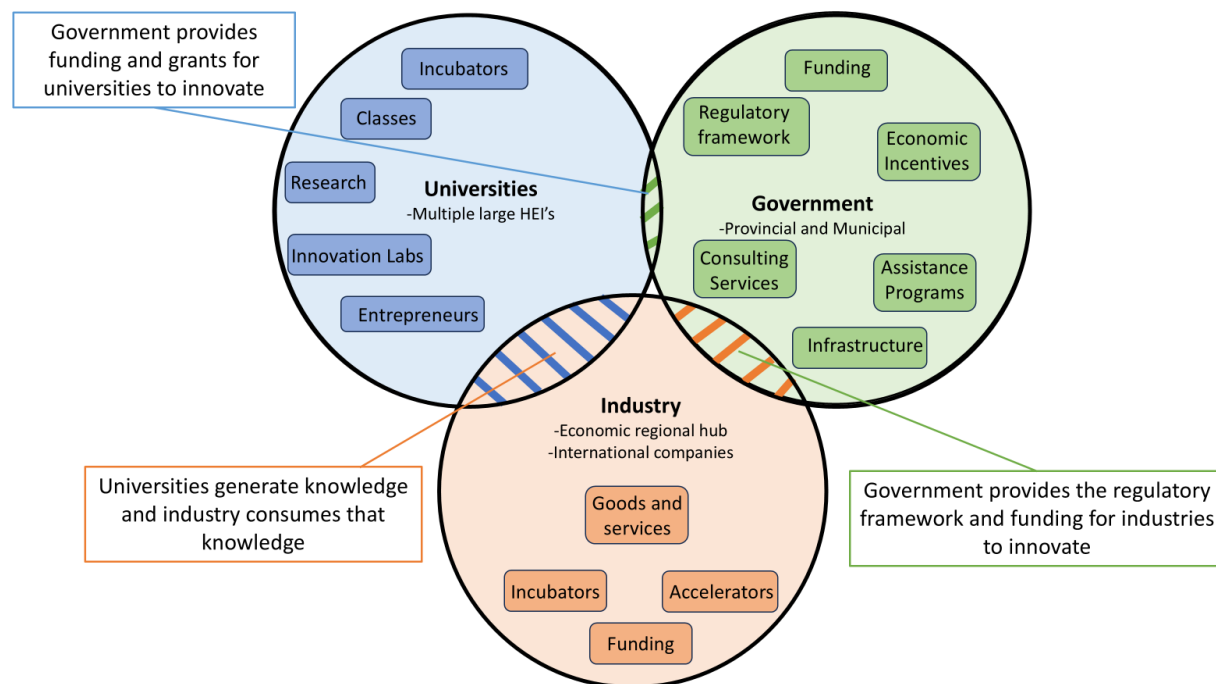 Government provides
funding and grants for
universities to innovate
Incubators
Classes
Research
Universities
-Multiple large HEI's
Innovation Labs
Entrepreneurs
Funding
Regulatory
framework
Economic
Incentives
Government
-Provincial and Municipal
Consulting
Services
Assistance
Programs
Infrastructure
Industry
-Economic regional hub
-International companies
Goods and
services
Incubators
Accelerators
Funding
Universities generate knowledge
and industry consumes that
knowledge
Government provides the regulatory
framework and funding for industries
to innovate